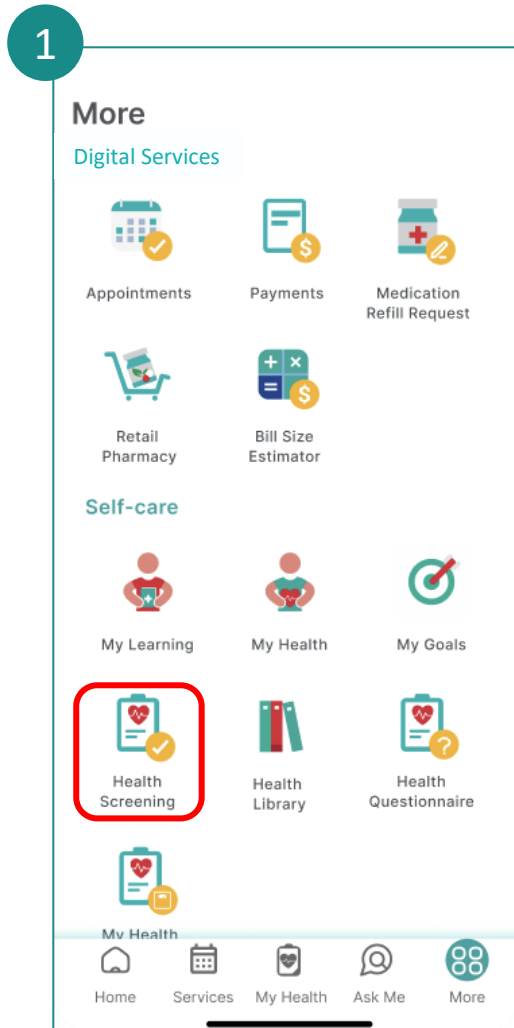 1
More
Digital Services
Appointments
Payments
Medication
Refill Request
Retail
Pharmacy
Bill Size
Estimator
Self-care
My Learning
My Health
My Goals
Health
Screening
Health
Library
Health
Questionnaire
My Health
Home
Services
My Health
Ask Me
More